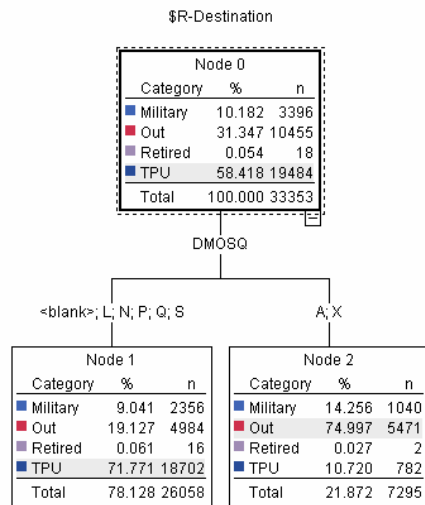 $R-Destination
Node 0
Category % n
Military 10.182 3396
Out 31.347 10455
Retired 0.054 18
TPU 58.418 19484
Total 100.000 33353
DMOSQ
<blank>; L; N; P; Q; S
A; X
Node 1
Category % n
Military 9.041 2356
Out 19.127 4984
Retired 0.061 16
TPU 71.771 18702
Total 78.128 26058
Node 2
Category % n
Military 14.256 1040
Out 74.997 5471
Retired 0.027 2
TPU 10.720 782
Total 21.872 7295